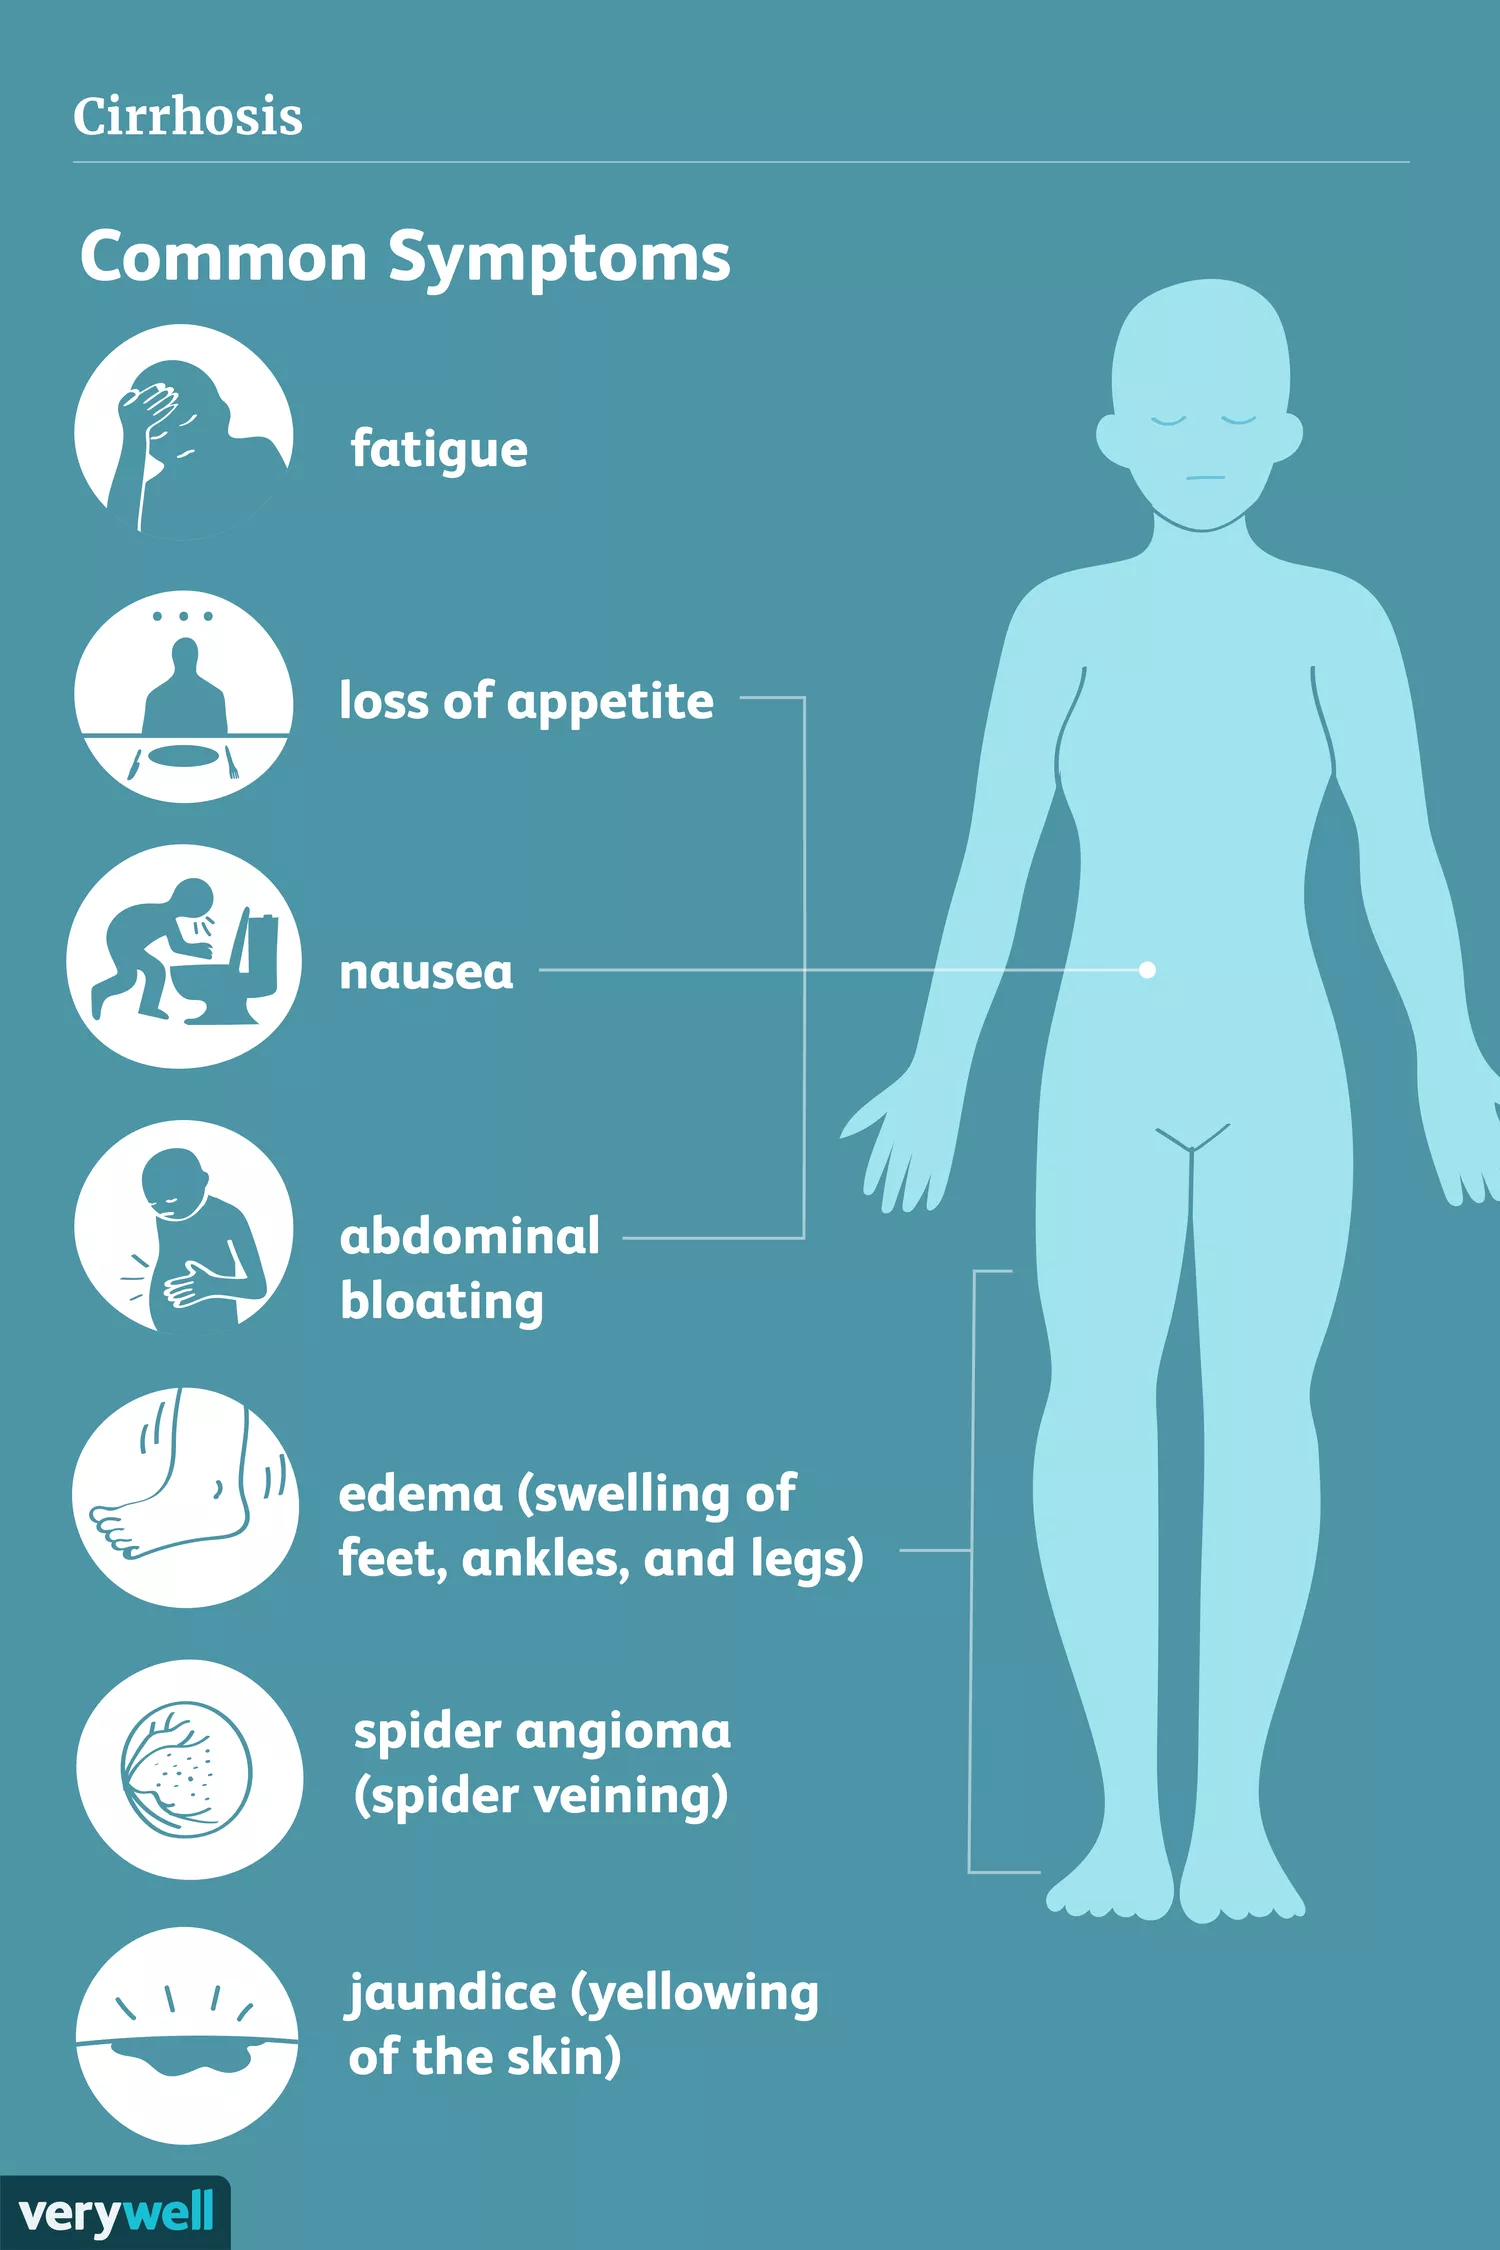 Cirrhosis
Common Symptoms
fatigue
loss of appetite
nausea
abdominal
bloating
edema (swelling of
feet, ankles, and legs)
spider angioma
(spider veining)
jaundice (yellowing
of the skin)
verywell